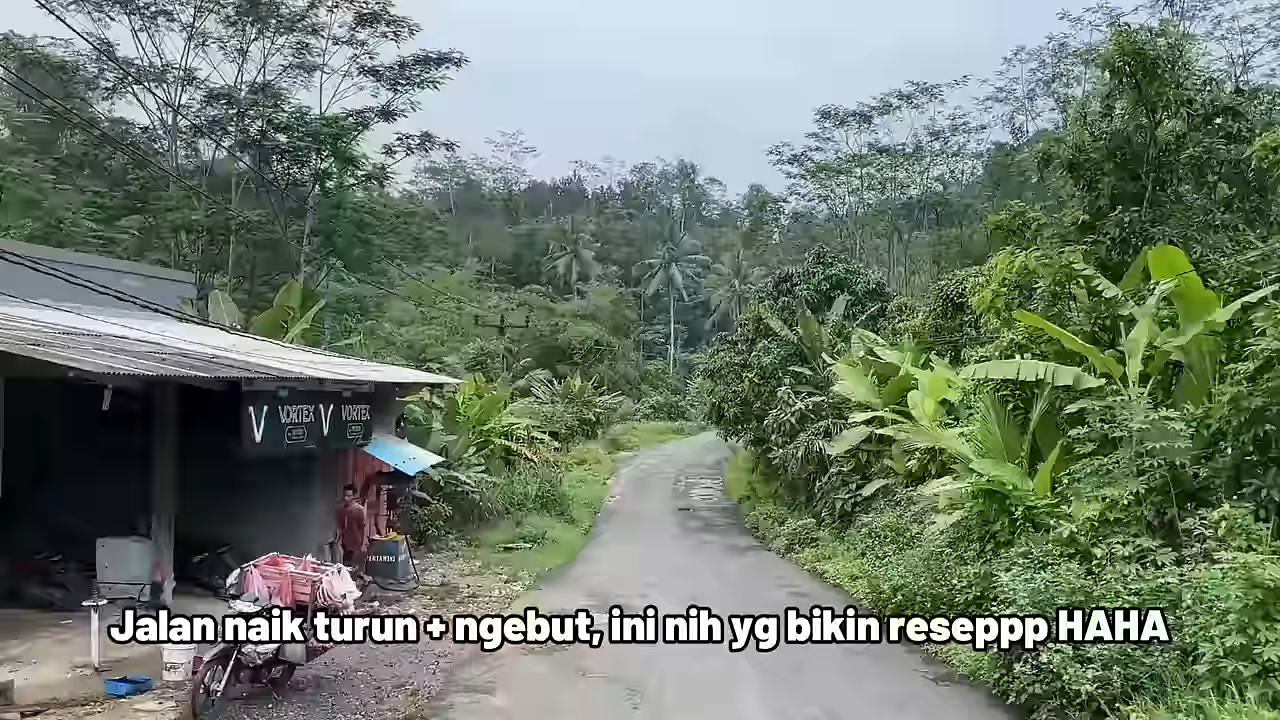 V VORTEX V VORTEX
Jalan naik turun + ngebut, ini nih yg bikin reseppp HAHA